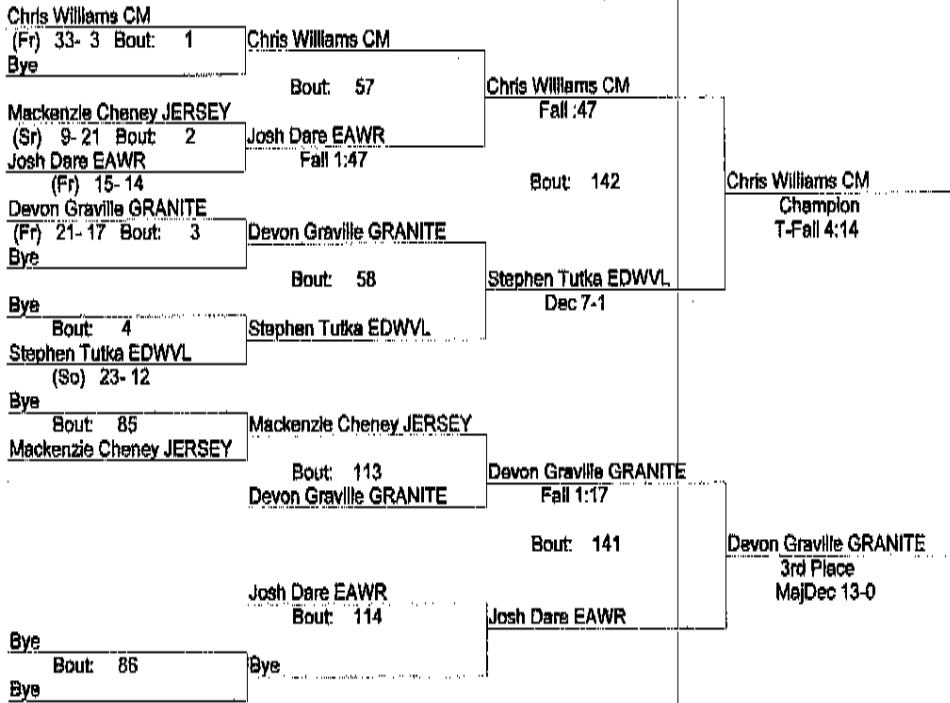 Chris Williams CM
(Fr) 33- 3 Bout: 1
Bye
Mackenzie Cheney JERSEY
(Sr) 9- 21 Bout: 2
Josh Dare EAWR
(Fr) 15- 14
Devon Graville GRANITE
(Fr) 21- 17 Bout: 3
Bye
Bye
Bout: 4
Stephen Tutka EDWVL
(So) 23- 12
Bye
Bout: 85
Mackenzie Cheney JERSEY
Bye
Bout: 86
Bye
Chris Williams CM
Bout: 57
Josh Dare EAWR
Fall 1:47
Devon Graville GRANITE
Bout: 58
Stephen Tutka EDWVL
Mackenzie Cheney JERSEY
Bout: 113
Devon Graville GRANITE
Josh Dare EAWR
Bout: 114
Bye
Chris Williams CM
Fall :47
Bout: 142
Stephen Tutka EDWVL
Dec 7-1
Devon Graville GRANITE
Fall 1:17
Bout: 141
Josh Dare EAWR
Chris Williams CM
Champion
T-Fall 4:14
Devon Graville GRANITE
3rd Place
MajDec 13-0